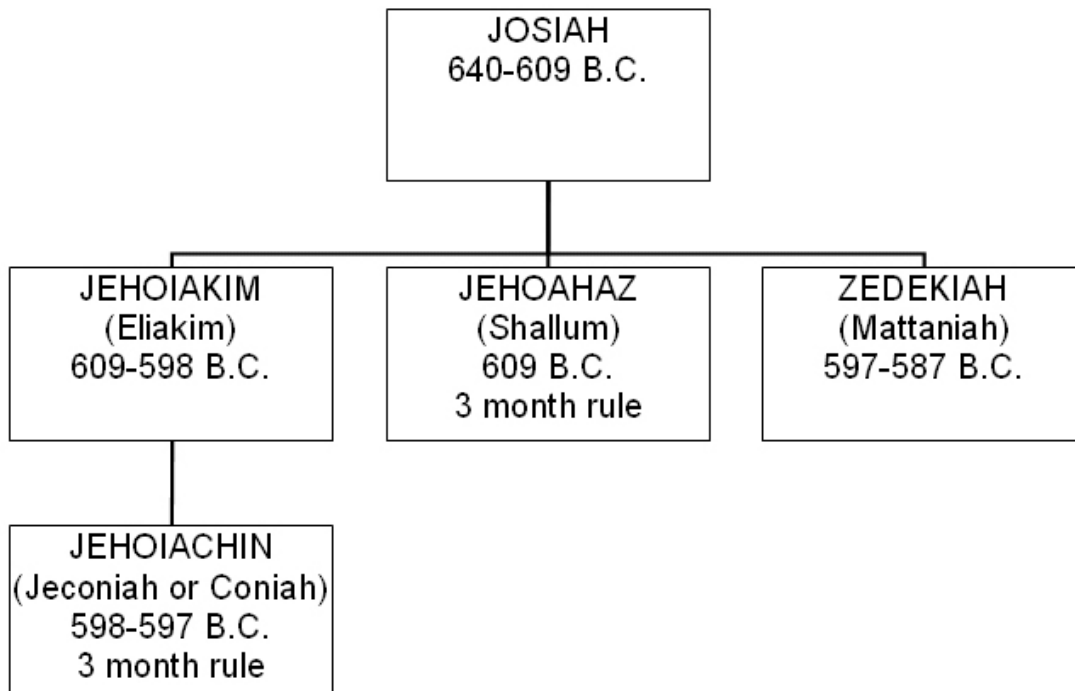 JOSIAH
640-609 B.C.
JEHOIAKIM
(Eliakim)
609-598 B.C.
JEHOAHAZ
(Shallum)
609 B.C.
3 month rule
ZEDEKIAH
(Mattaniah)
597-587 B.C.
JEHOIACHIN
(Jeconiah or Coniah)
598-597 B.C.
3 month rule